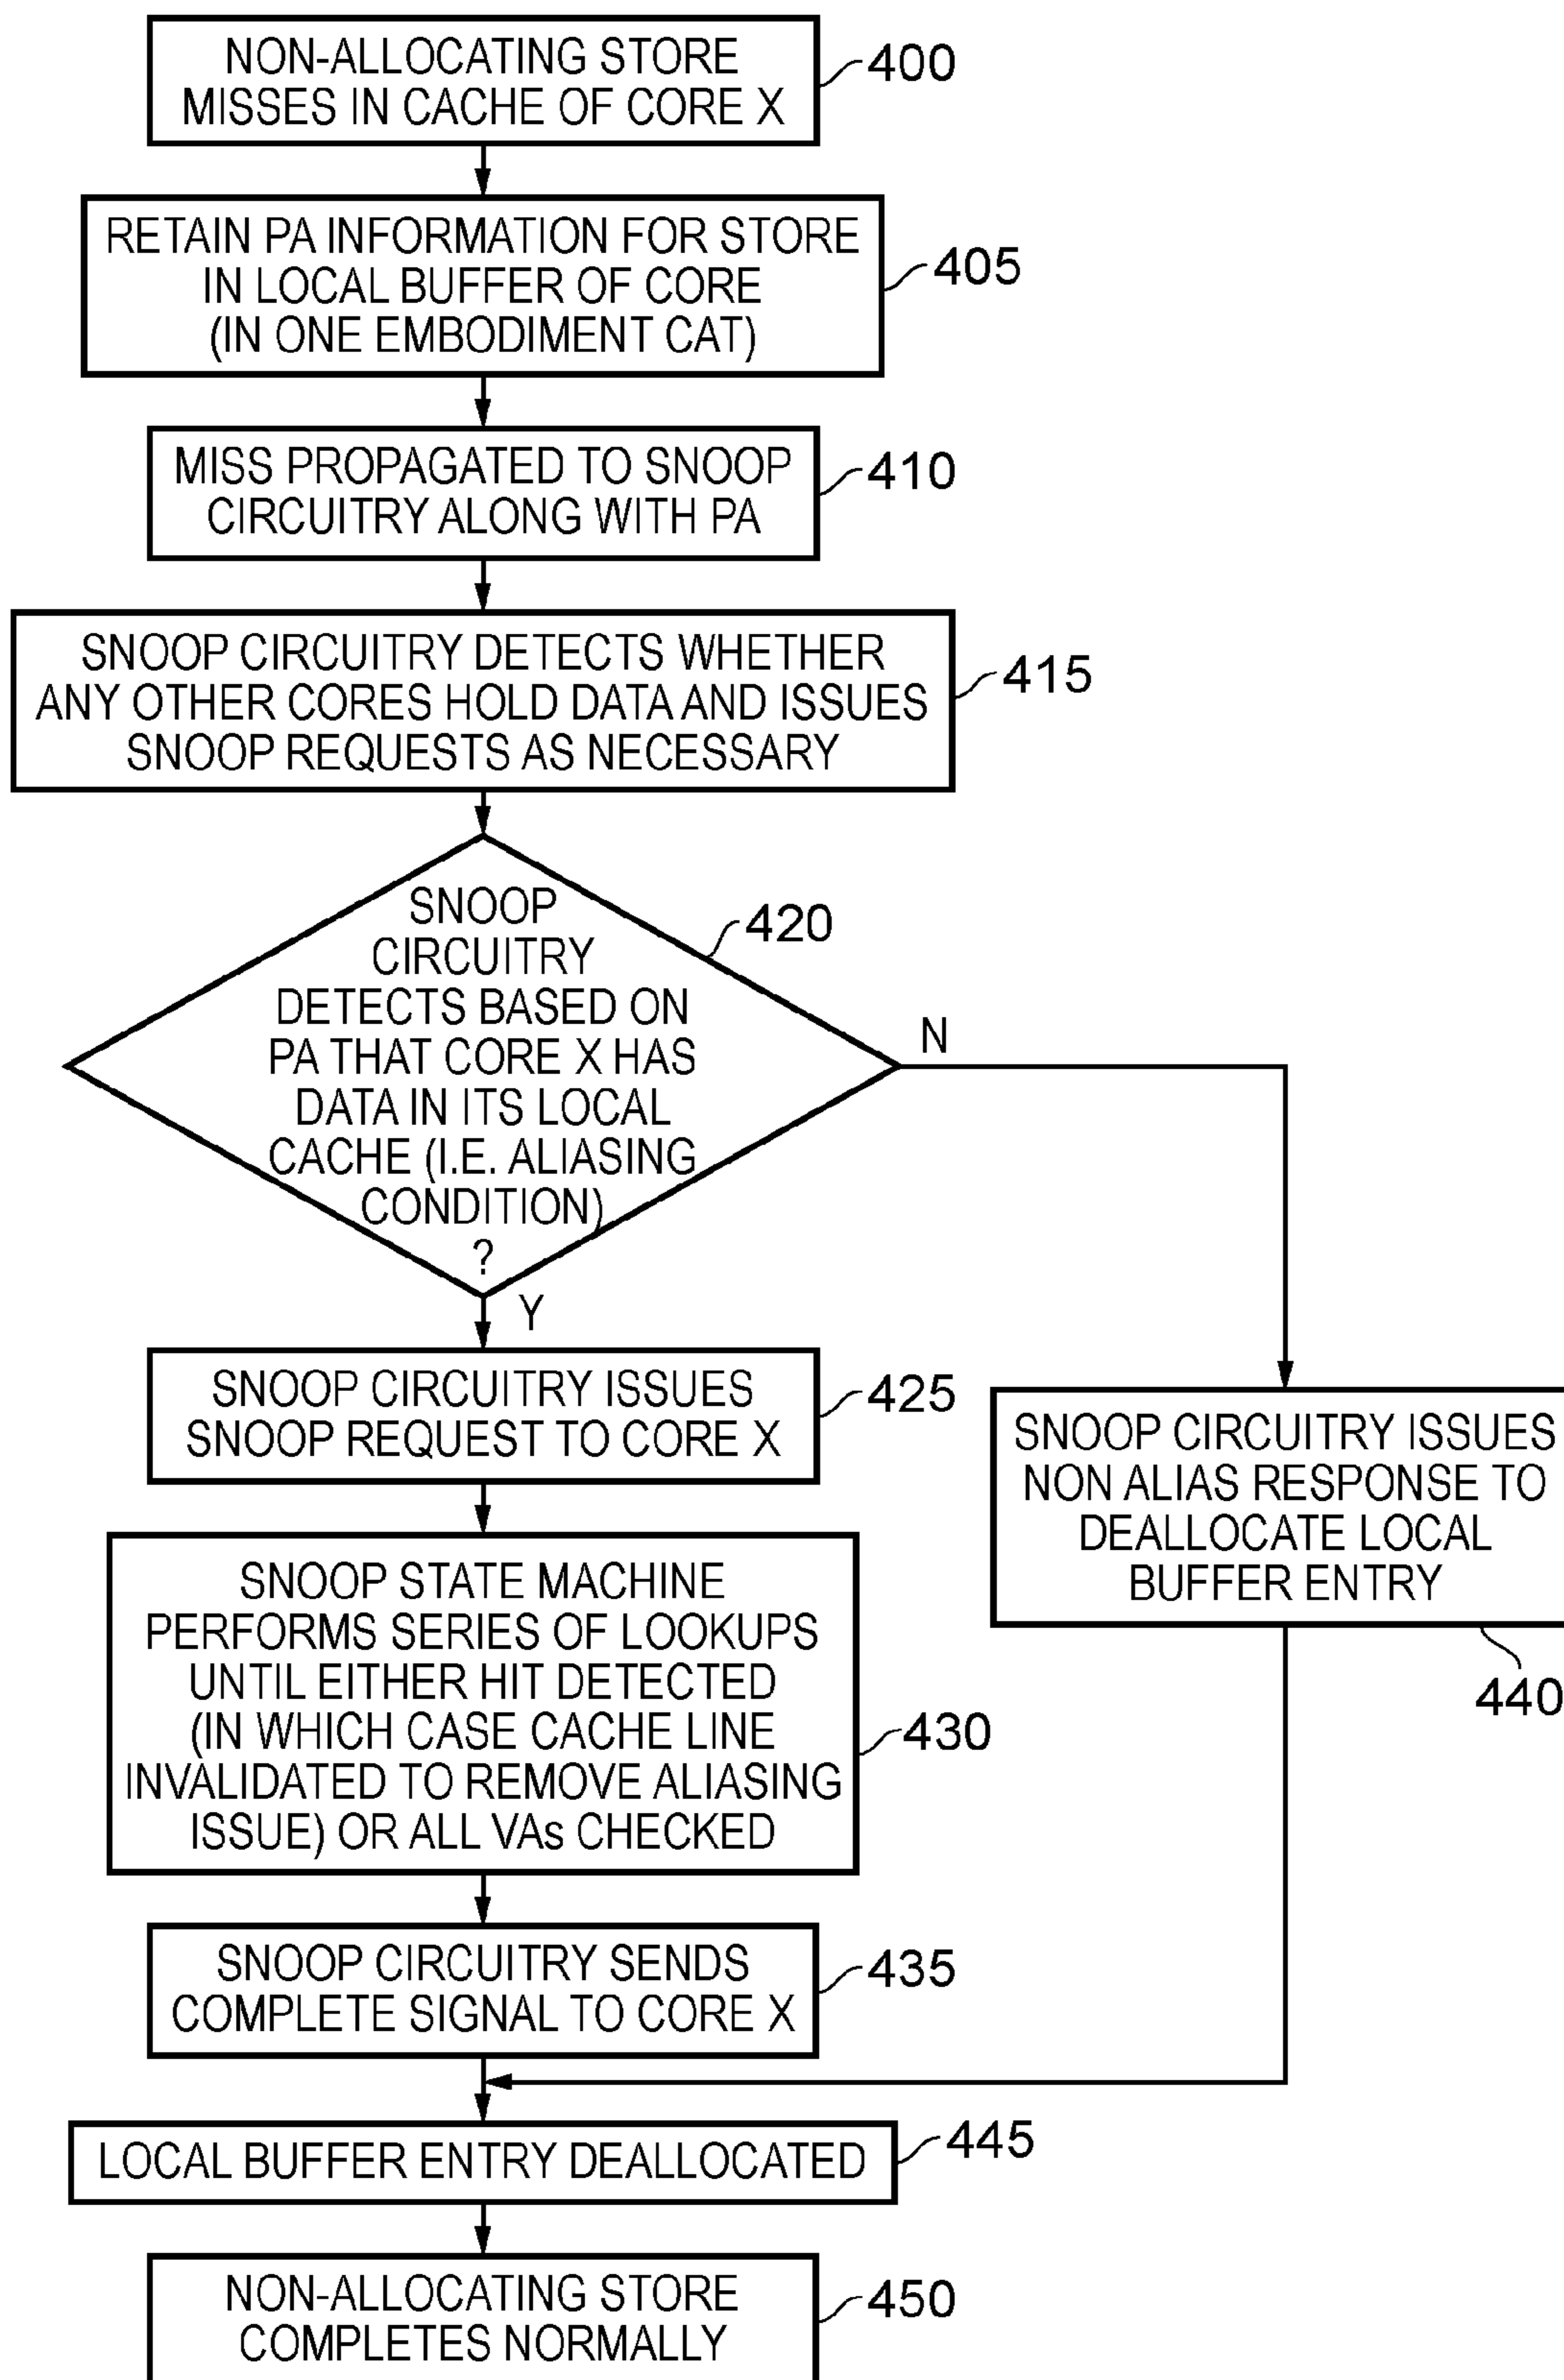 NON-ALLOCATING STORE
MISSES IN CACHE OF CORE X
400
RETAIN PA INFORMATION FOR STORE
IN LOCAL BUFFER OF CORE
(IN ONE EMBODIMENT CAT)
405
MISS PROPAGATED TO SNOOP
CIRCUITRY ALONG WITH PA
410
SNOOP CIRCUITRY DETECTS WHETHER
ANY OTHER CORES HOLD DATA AND ISSUES
SNOOP REQUESTS AS NECESSARY
415
SNOOP
CIRCUITRY
DETECTS BASED ON
PA THAT CORE X HAS
DATA IN ITS LOCAL
CACHE (I.E. ALIASING
CONDITION)
?
420
N
Y
SNOOP CIRCUITRY ISSUES
SNOOP REQUEST TO CORE X
425
SNOOP CIRCUITRY ISSUES
NON ALIAS RESPONSE TO
DEALLOCATE LOCAL
BUFFER ENTRY
440
SNOOP STATE MACHINE
PERFORMS SERIES OF LOOKUPS
UNTIL EITHER HIT DETECTED
(IN WHICH CASE CACHE LINE
INVALIDATED TO REMOVE ALIASING
ISSUE) OR ALL VAs CHECKED
430
SNOOP CIRCUITRY SENDS
COMPLETE SIGNAL TO CORE X
435
LOCAL BUFFER ENTRY DEALLOCATED
445
NON-ALLOCATING STORE
COMPLETES NORMALLY
450